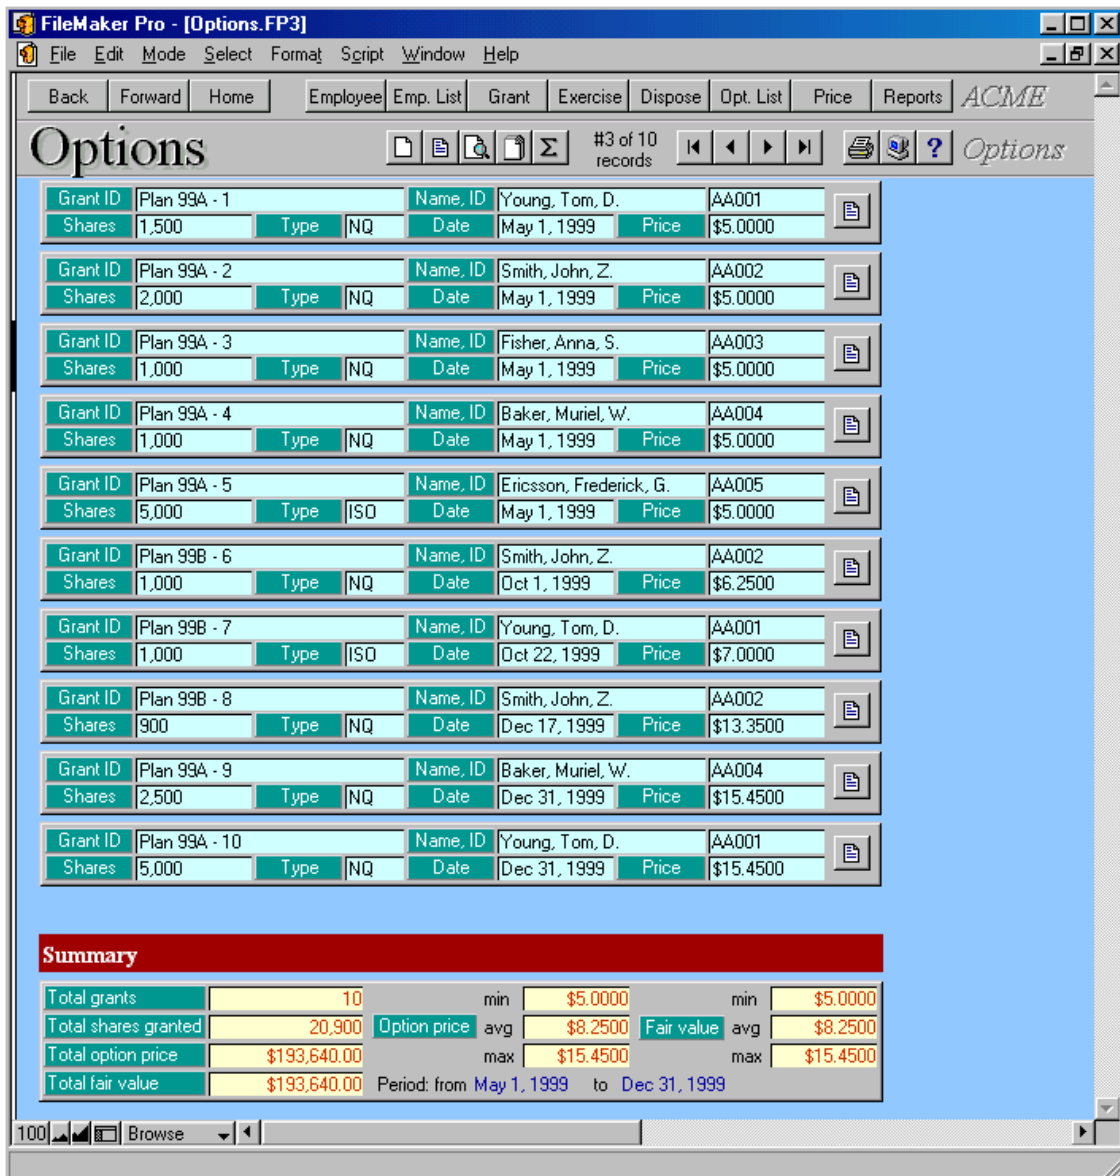 FileMaker Pro - [Options.FP3]
File Edit Mode Select Format Script Window Help
Back Forward Home Employee Emp. List Grant Exercise Dispose Opt. List Price Reports ACME
Options Σ #3 of 10 records ? Options
Grant ID Plan 99A - 1 Name, ID Young, Tom, D. AA001
Shares 1,500 Type NQ Date May 1, 1999 Price $5.0000
Grant ID Plan 99A - 2 Name, ID Smith, John, Z. AA002
Shares 2,000 Type NQ Date May 1, 1999 Price $5.0000
Grant ID Plan 99A - 3 Name, ID Fisher, Anna, S. AA003
Shares 1,000 Type NQ Date May 1, 1999 Price $5.0000
Grant ID Plan 99A - 4 Name, ID Baker, Muriel, W. AA004
Shares 1,000 Type NQ Date May 1, 1999 Price $5.0000
Grant ID Plan 99A - 5 Name, ID Ericsson, Frederick, G. AA005
Shares 5,000 Type ISO Date May 1, 1999 Price $5.0000
Grant ID Plan 99B - 6 Name, ID Smith, John, Z. AA002
Shares 1,000 Type NQ Date Oct 1, 1999 Price $6.2500
Grant ID Plan 99B - 7 Name, ID Young, Tom, D. AA001
Shares 1,000 Type ISO Date Oct 22, 1999 Price $7.0000
Grant ID Plan 99B - 8 Name, ID Smith, John, Z. AA002
Shares 900 Type NQ Date Dec 17, 1999 Price $13.3500
Grant ID Plan 99A - 9 Name, ID Baker, Muriel, W. AA004
Shares 2,500 Type NQ Date Dec 31, 1999 Price $15.4500
Grant ID Plan 99A - 10 Name, ID Young, Tom, D. AA001
Shares 5,000 Type NQ Date Dec 31, 1999 Price $15.4500
Summary
Total grants 10 min $5.0000 min $5.0000
Total shares granted 20,900 Option price avg $8.2500 Fair value avg $8.2500
Total option price $193,640.00 max $15.4500 max $15.4500
Total fair value $193,640.00 Period: from May 1, 1999 to Dec 31, 1999
100 Browse